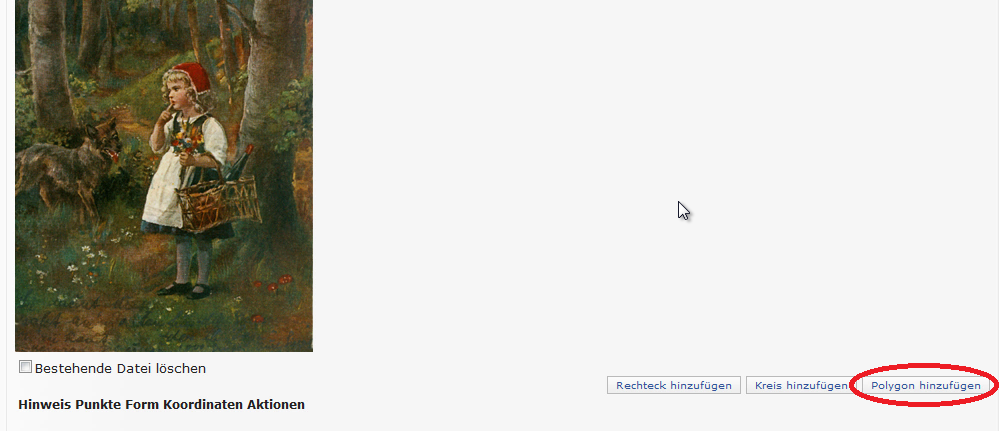 Bestehende Datei löschen
Rechteck hinzufügen Kreis hinzufügen Polygon hinzufügen
Hinweis Punkte Form Koordinaten Aktionen